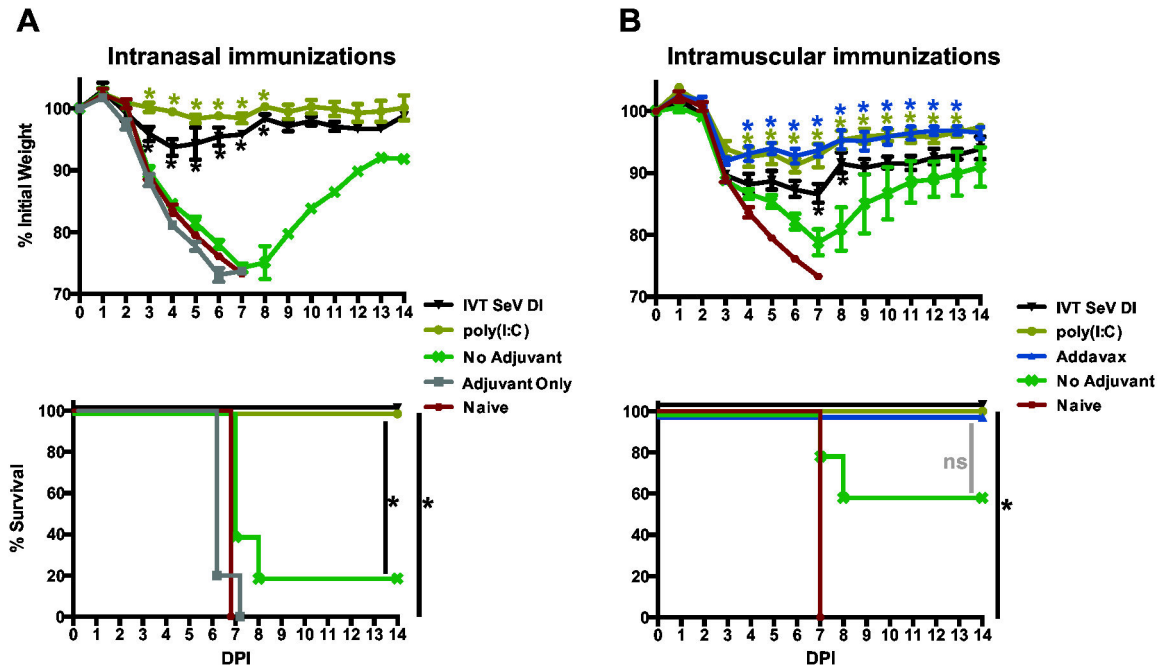 A
Intranasal immunizations
% Initial Weight
100
90
80
70
* * * * * *
* * * * * *
0 1 2 3 4 5 6 7 8 9 10 11 12 13 14
IVT SeV DI
poly(I:C)
No Adjuvant
Adjuvant Only
Naive
% Survival
100
80
60
40
20
0
* *
0 1 2 3 4 5 6 7 8 9 10 11 12 13 14
DPI
B
Intramuscular immunizations
100
90
80
70
* * * * * * * * * *
* * * * * * * * * *
* *
0 1 2 3 4 5 6 7 8 9 10 11 12 13 14
IVT SeV DI
poly(I:C)
Addavax
No Adjuvant
Naive
100
80
60
40
20
0
ns
*
0 1 2 3 4 5 6 7 8 9 10 11 12 13 14
DPI